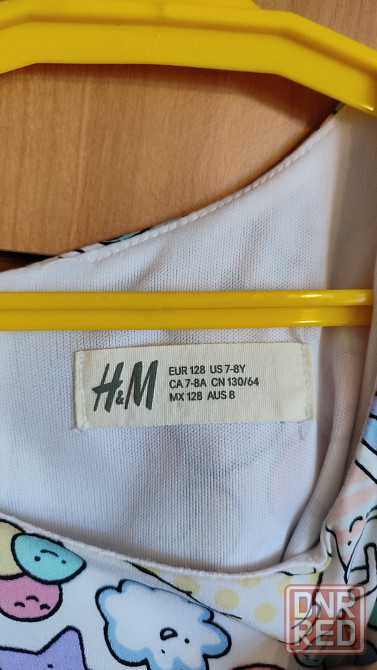 H&M
EUR 128 US 7-8Y
CA 7-8A CN 130/64
MX 128 AUS 8
DNR
RED